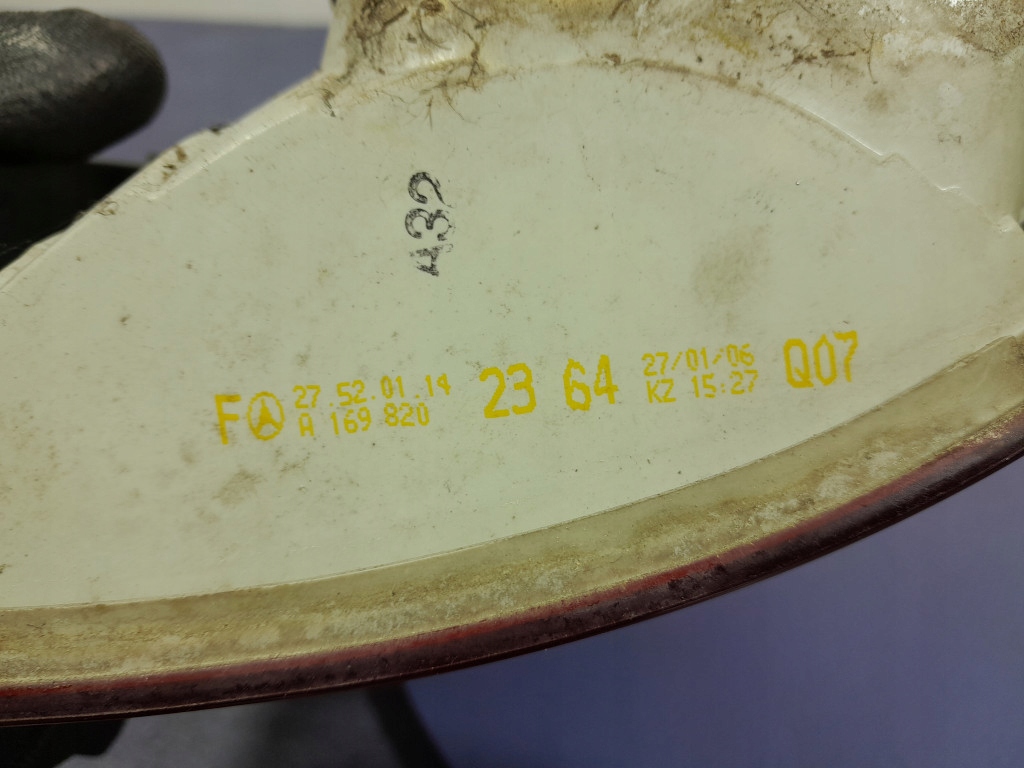 432
F 27.52.01.14
A 169 820
23 64
27/01/06
KZ 15:27
Q07